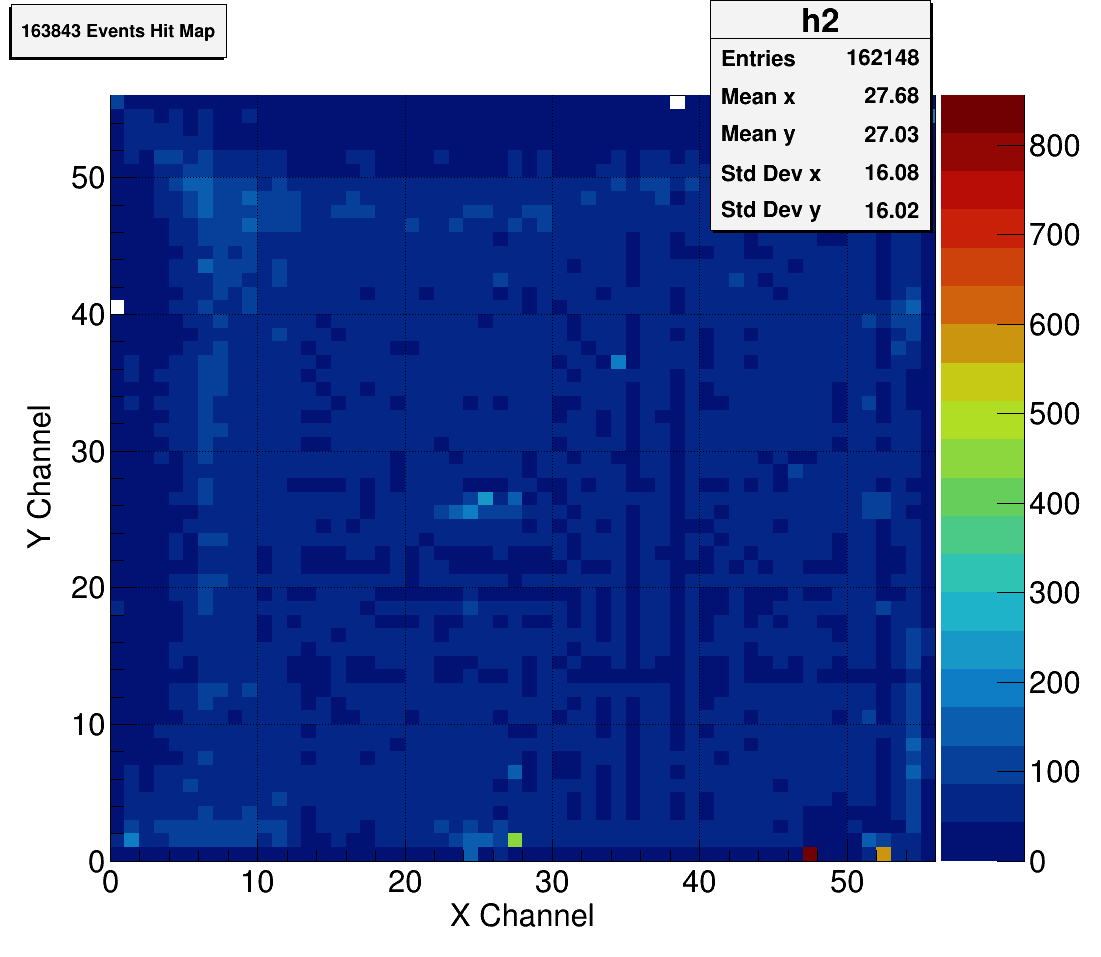 163843 Events Hit Map
h2
Entries 162148
Mean x 27.68
Mean y 27.03
Std Dev x 16.08
Std Dev y 16.02
Y Channel
50
40
30
20
10
0
0 10 20 30 40 50
X Channel
800
700
600
500
400
300
200
100
0